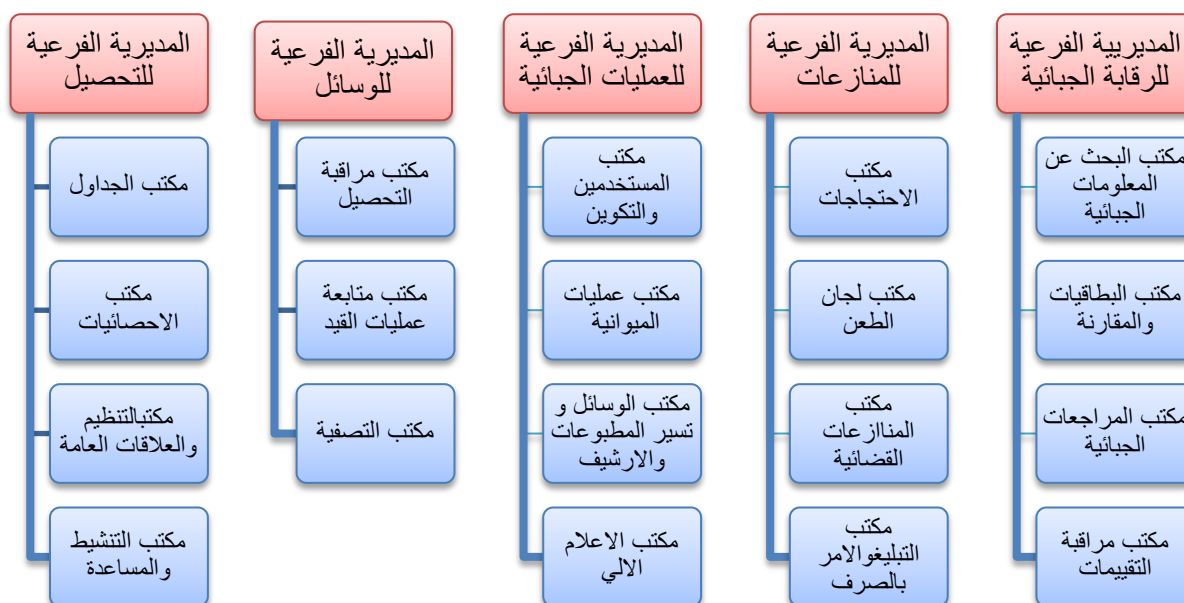 المديريية الفرعية
للرقابة الجبائية
مكتب البحث عن
المعلومات
الجبائية
مكتب البطاقيات
والمقارنة
مكتب المراجعات
الجبائية
مكتب مراقبة
التقييمات
المديرية الفرعية
للمنازعات
مكتب
الاحتجاجات
مكتب لجان
الطعن
مكتب
المناازعات
القضائية
مكتب
التبليغوالامر
بالصرف
المديرية الفرعية
للعمليات الجبائية
مكتب
المستخدمين
والتكوين
مكتب عمليات
الميوانية
مكتب الوسائل و
تسير المطبوعات
والارشيف
مكتب الاعلام
الالي
المديرية الفرعية
للوسائل
مكتب مراقبة
التحصيل
مكتب متابعة
عمليات القيد
مكتب التصفية
المديرية الفرعية
للتحصيل
مكتب الجداول
مكتب
الاحصائيات
مكتبالتنظيم
والعلاقات العامة
مكتب التنشيط
والمساعدة